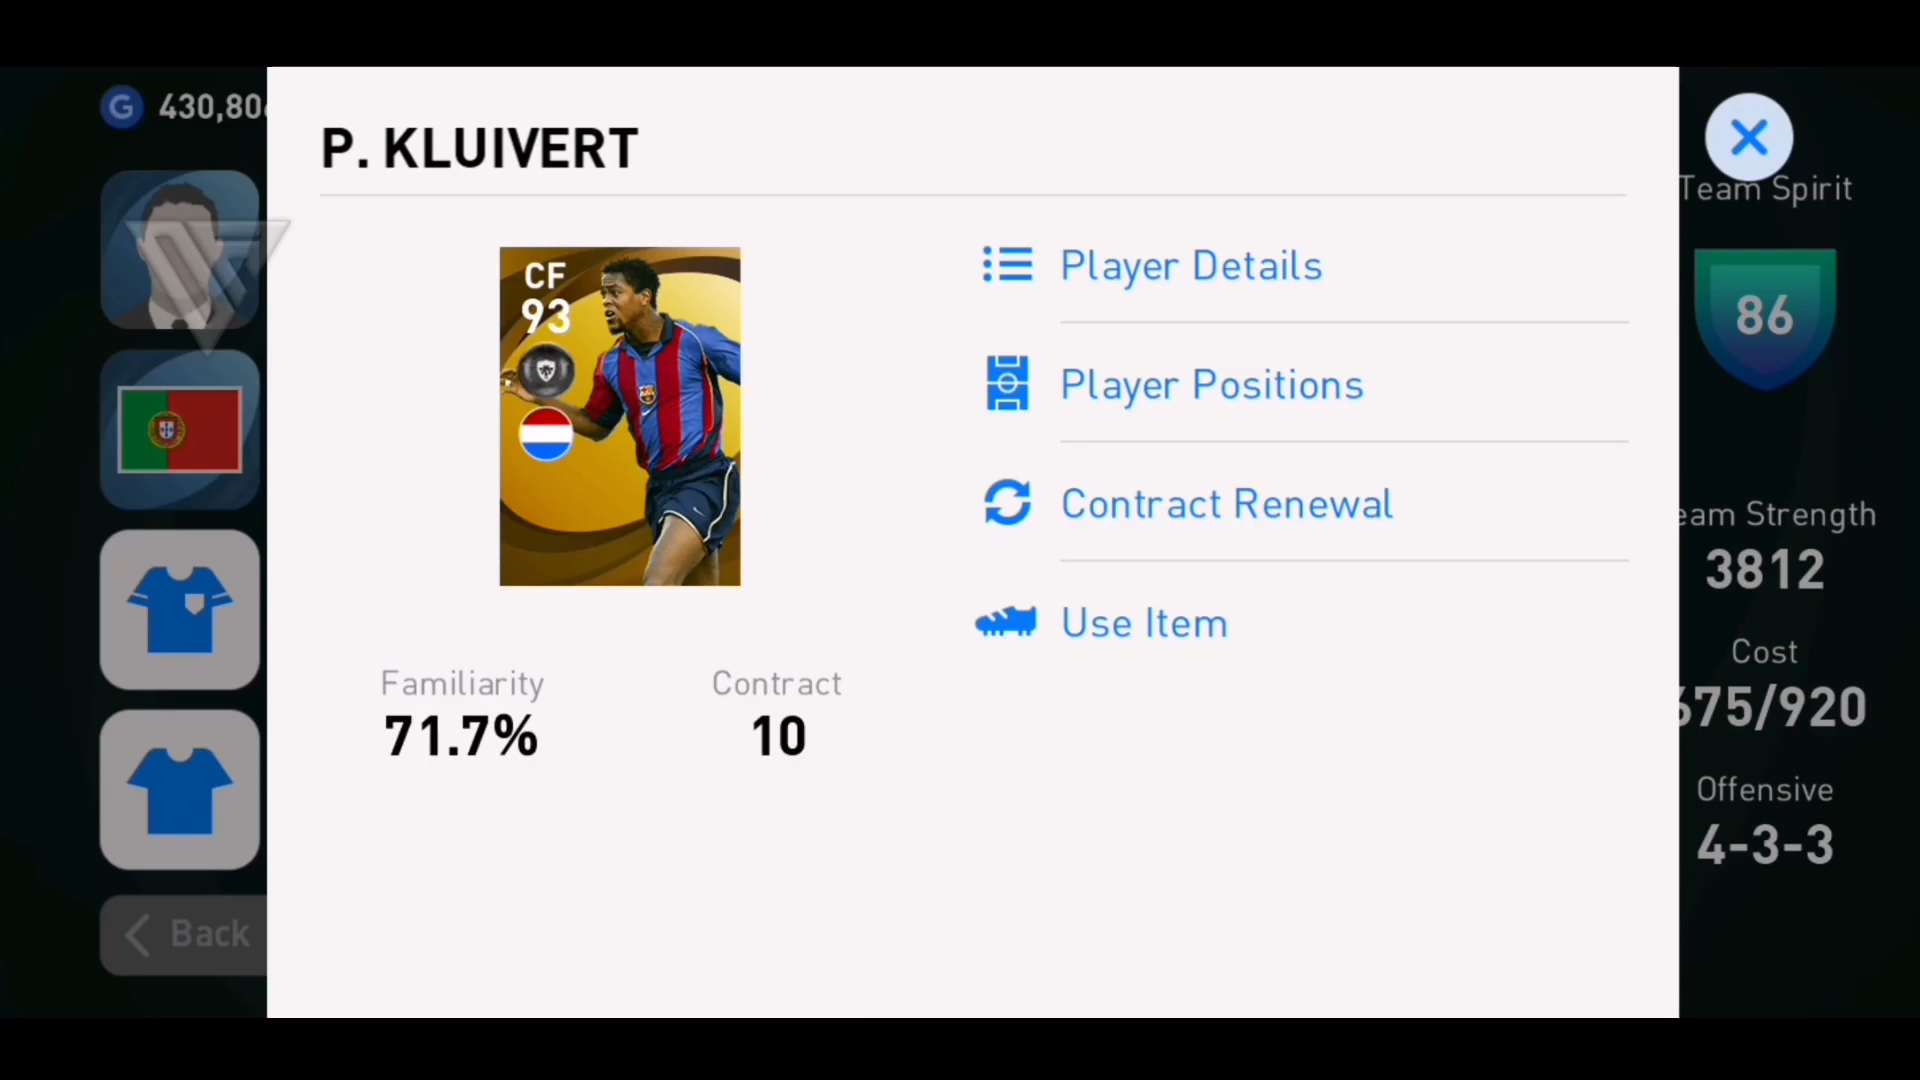 G 430,80
P. KLUIVERT
CF
93
Familiarity
71.7%
Contract
10
Player Details
Player Positions
Contract Renewal
Use Item
Team Spirit
86
eam Strength
3812
Cost
675/920
Offensive
4-3-3
Back